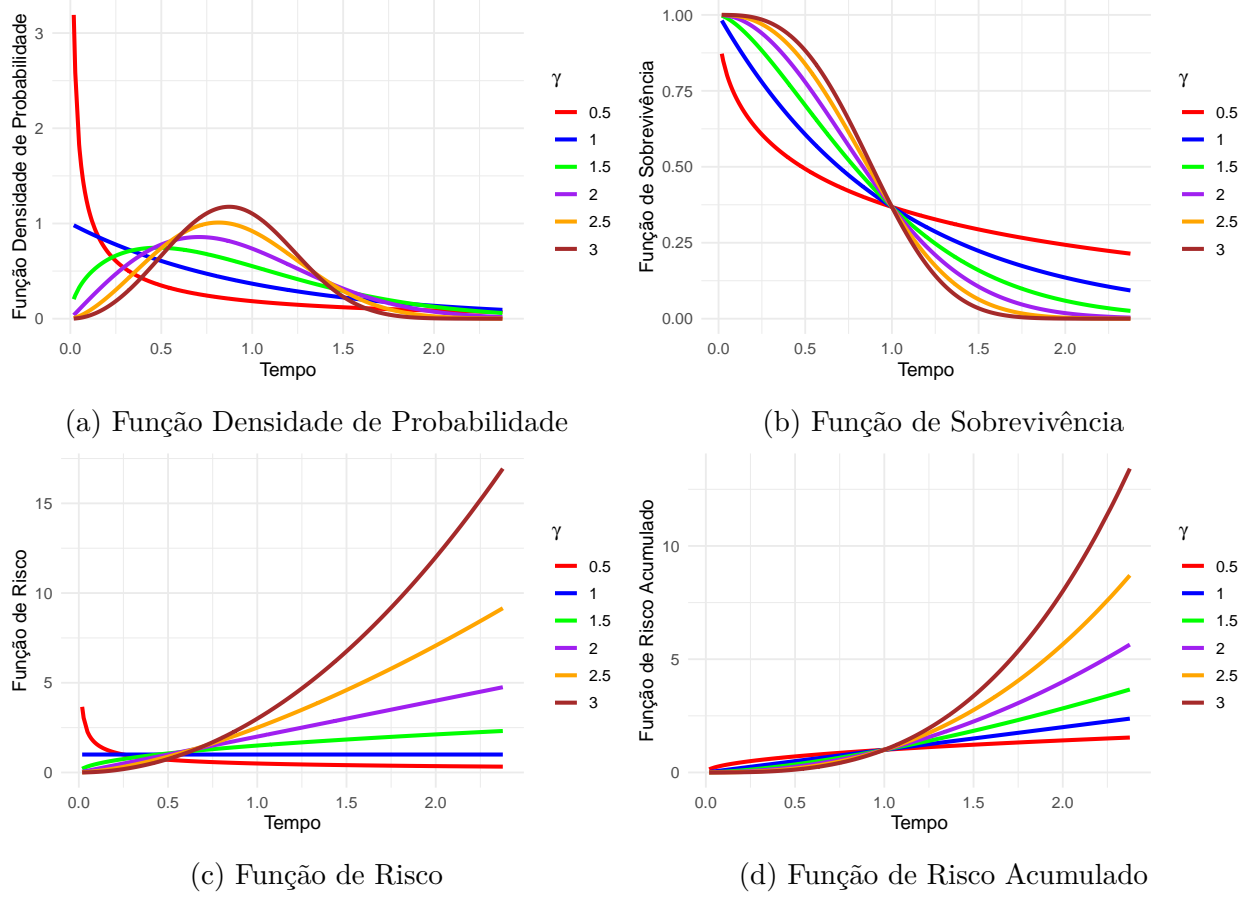 Função Densidade de Probabilidade
3
2
1
0
0.0 0.5 1.0 1.5 2.0
Tempo
γ
0.5
1
1.5
2
2.5
3
(a) Função Densidade de Probabilidade
Função de Sobrevivência
1.00
0.75
0.50
0.25
0.00
0.0 0.5 1.0 1.5 2.0
Tempo
γ
0.5
1
1.5
2
2.5
3
(b) Função de Sobrevivência
Função de Risco
15
10
5
0
0.0 0.5 1.0 1.5 2.0
Tempo
γ
0.5
1
1.5
2
2.5
3
(c) Função de Risco
Função de Risco Acumulado
10
5
0
0.0 0.5 1.0 1.5 2.0
Tempo
γ
0.5
1
1.5
2
2.5
3
(d) Função de Risco Acumulado